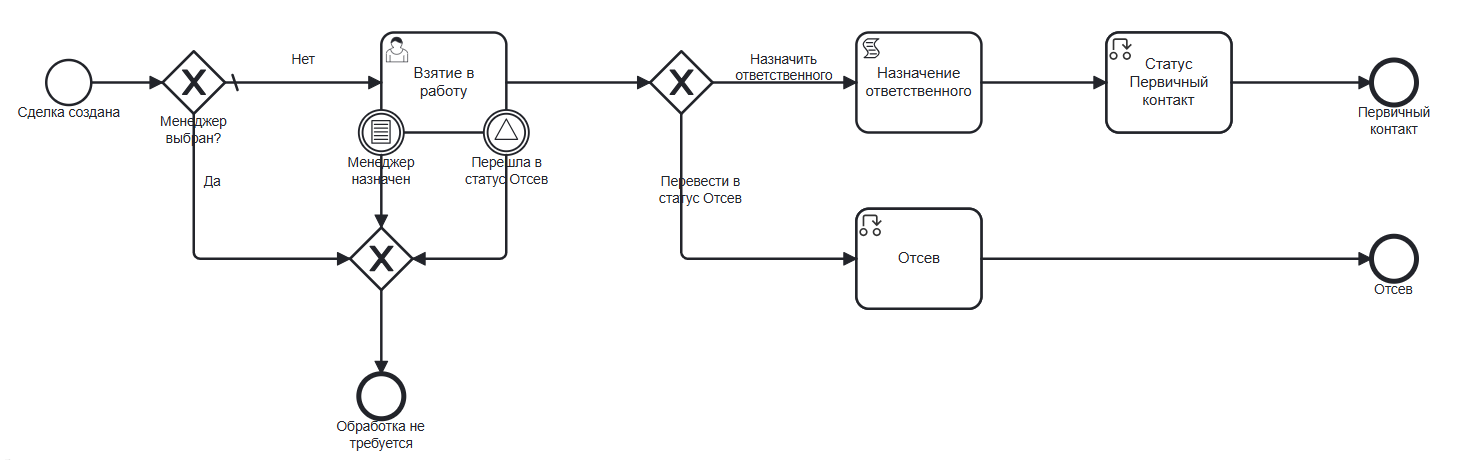 Сделка создана
Менеджер
выбран?
Нет
Да
Взятие в
работу
Менеджер
назначен
Перешла в
статус Отсев
Обработка не
требуется
Назначить
ответственного
Перевести в
статус Отсев
Назначение
ответственного
Статус
Первичный
контакт
Первичный
контакт
Отсев
Отсев